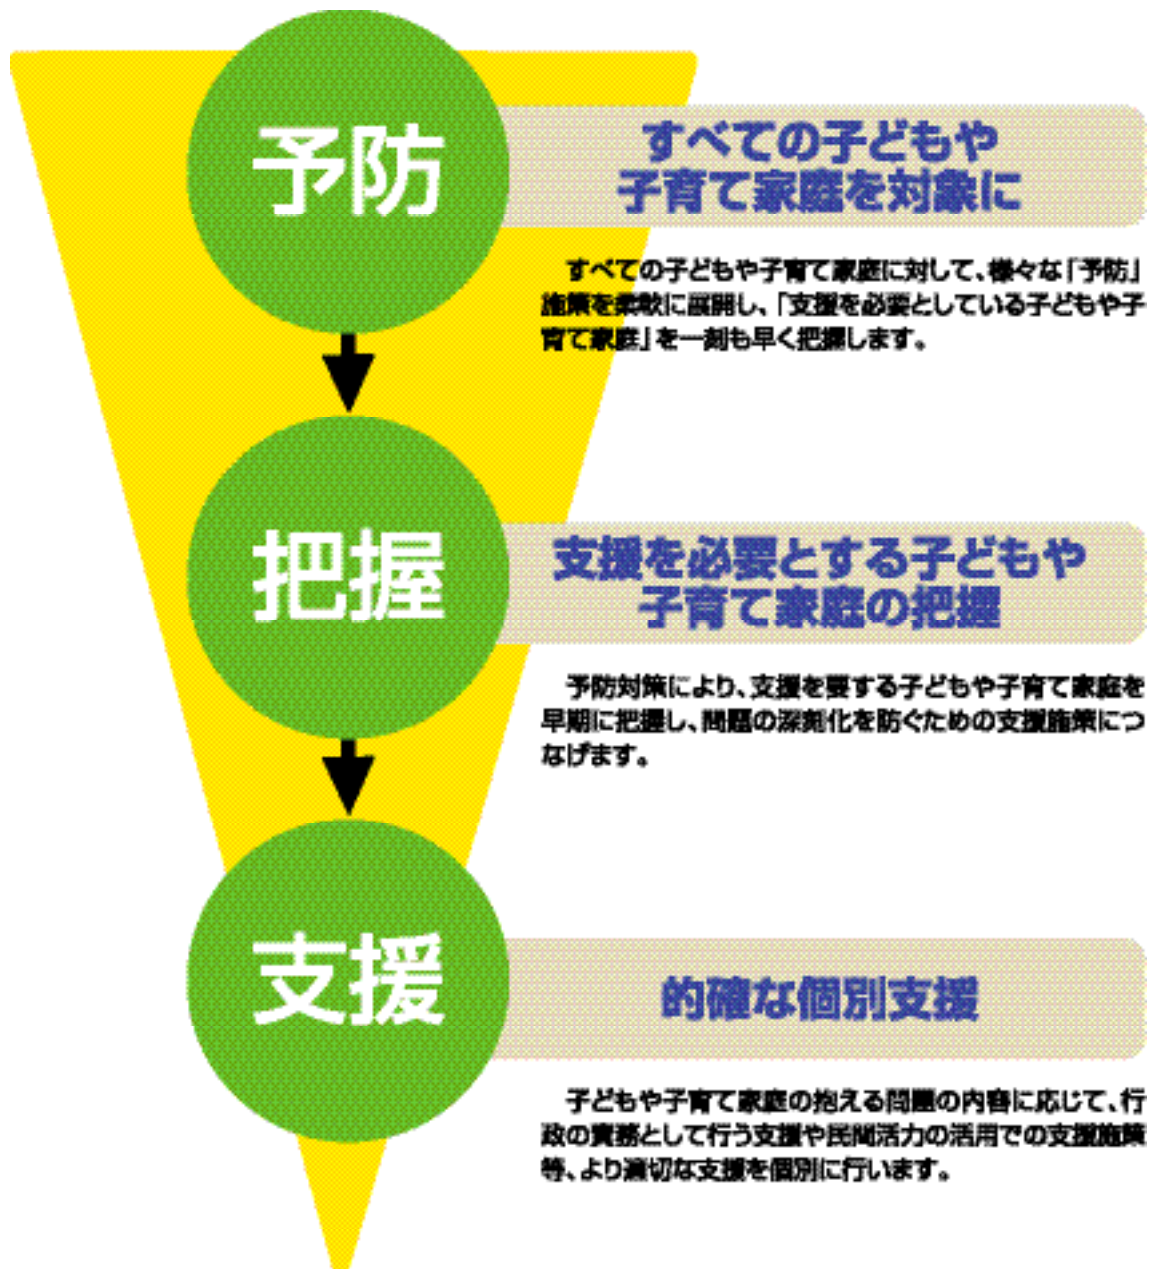 予防
すべての子どもや
子育て家庭を対象に
すべての子どもや子育て家庭に対して、様々な「予防」
施策を柔軟に展開し、「支援を必要としている子どもや子
育て家庭」を一刻も早く把握します。
把握
支援を必要とする子どもや
子育て家庭の把握
予防対策により、支援を要する子どもや子育て家庭を
早期に把握し、問題の深刻化を防ぐための支援施策につ
なげます。
支援
的確な個別支援
子どもや子育て家庭の抱える問題の内容に応じて、行
政の責務として行う支援や民間活力の活用での支援施策
等、より適切な支援を個別に行います。